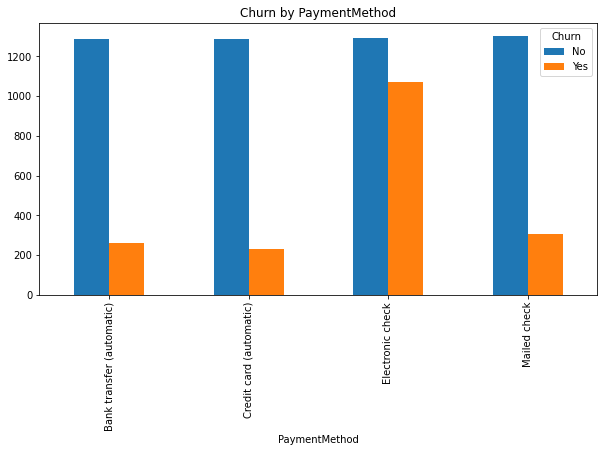 Churn by PaymentMethod
Churn
No
Yes
1200
1000
800
600
400
200
0
Bank transfer (automatic)
Credit card (automatic)
Electronic check
Mailed check
PaymentMethod